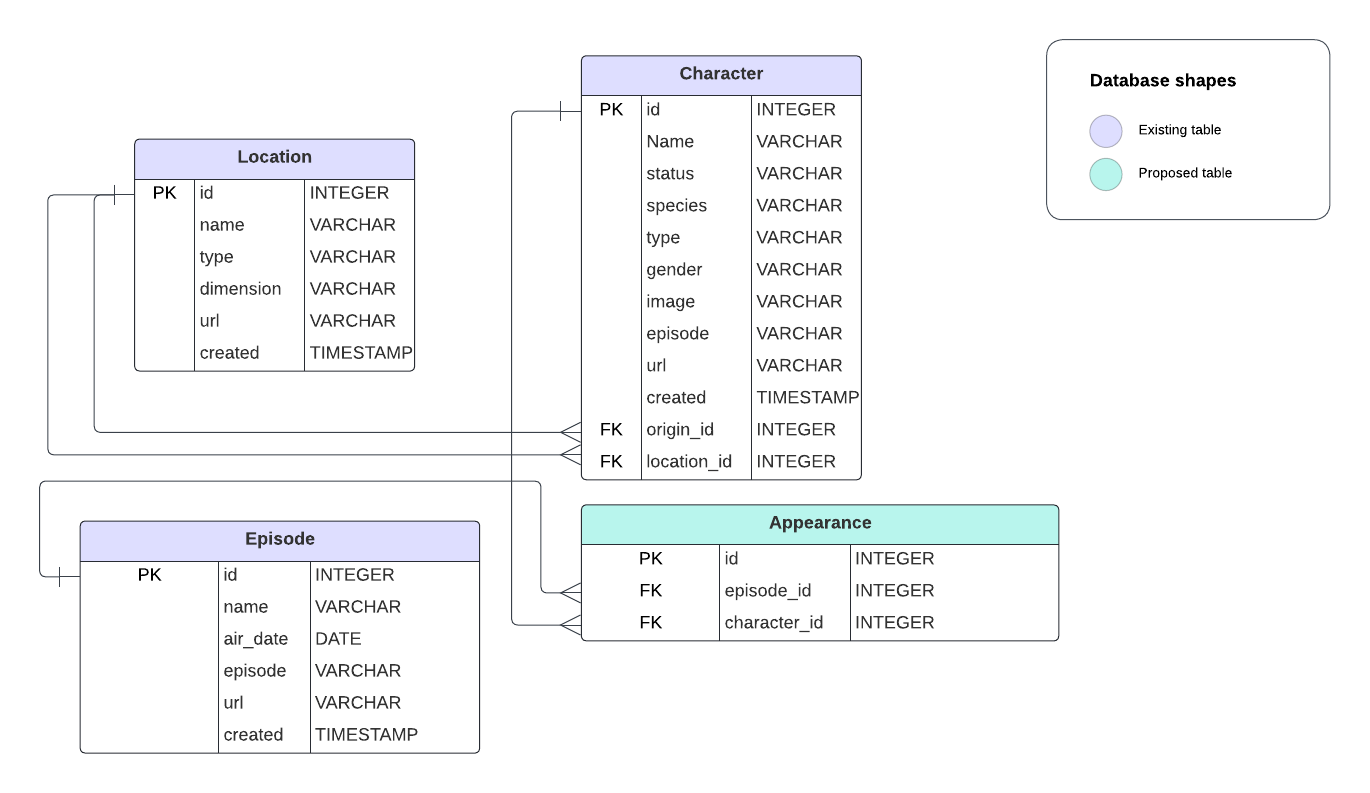 Character
PK id INTEGER
Name VARCHAR
status VARCHAR
species VARCHAR
type VARCHAR
gender VARCHAR
image VARCHAR
episode VARCHAR
url VARCHAR
created TIMESTAMP
FK origin_id INTEGER
FK location_id INTEGER
Database shapes
Existing table
Proposed table
Location
PK id INTEGER
name VARCHAR
type VARCHAR
dimension VARCHAR
url VARCHAR
created TIMESTAMP
Episode
PK id INTEGER
name VARCHAR
air_date DATE
episode VARCHAR
url VARCHAR
created TIMESTAMP
Appearance
PK id INTEGER
FK episode_id INTEGER
FK character_id INTEGER